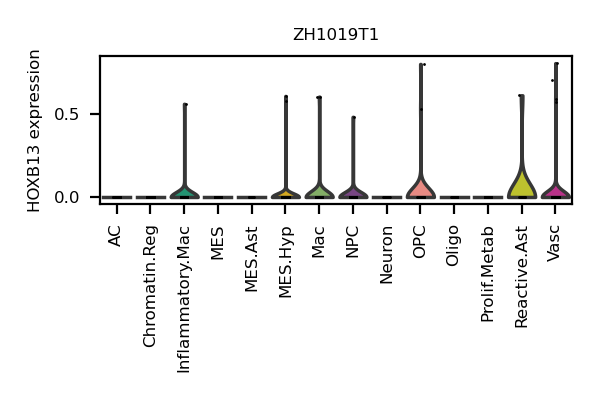 ZH1019T1
HOXB13 expression
0.5
0.0
AC
Chromatin.Reg
Inflammatory.Mac
MES
MES.Ast
MES.Hyp
Mac
NPC
Neuron
OPC
Oligo
Prolif.Metab
Reactive.Ast
Vasc